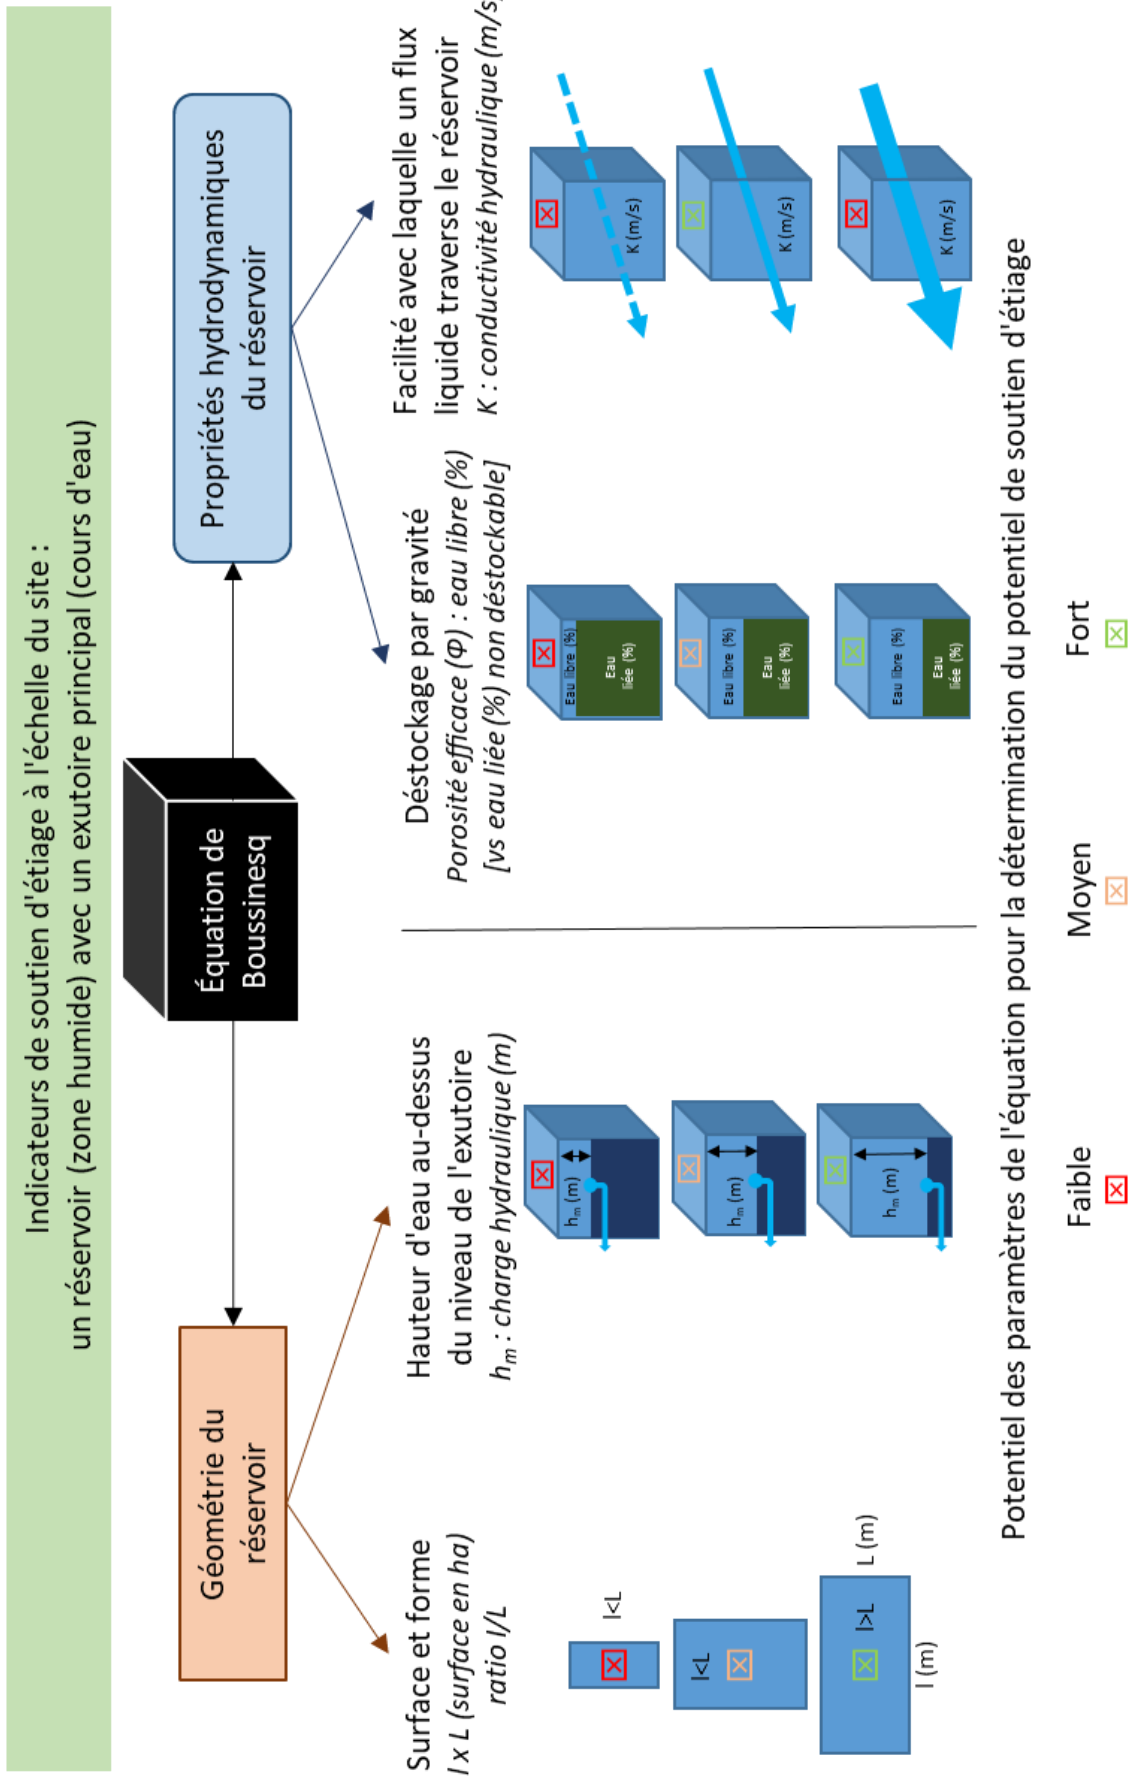 Indicateurs de soutien d'étiage à l'échelle du site :
un réservoir (zone humide) avec un exutoire principal (cours d'eau)
Équation de
Boussinesq
Géométrie du
réservoir
Propriétés hydrodynamiques
du réservoir
Surface et forme
l x L (surface en ha)
ratio l/L
l<L
l<L
l>L
L (m)
l (m)
Hauteur d'eau au-dessus
du niveau de l'exutoire
hₘ : charge hydraulique (m)
hₘ (m)
hₘ (m)
hₘ (m)
Déstockage par gravité
Porosité efficace (Φ) : eau libre (%)
[vs eau liée (%) non déstockable]
Eau libre (%)
Eau
liée (%)
Eau libre (%)
Eau
liée (%)
Eau libre (%)
Eau
liée (%)
Facilité avec laquelle un flux
liquide traverse le réservoir
K : conductivité hydraulique (m/s)
K (m/s)
K (m/s)
K (m/s)
Potentiel des paramètres de l'équation pour la détermination du potentiel de soutien d'étiage
Faible
Moyen
Fort